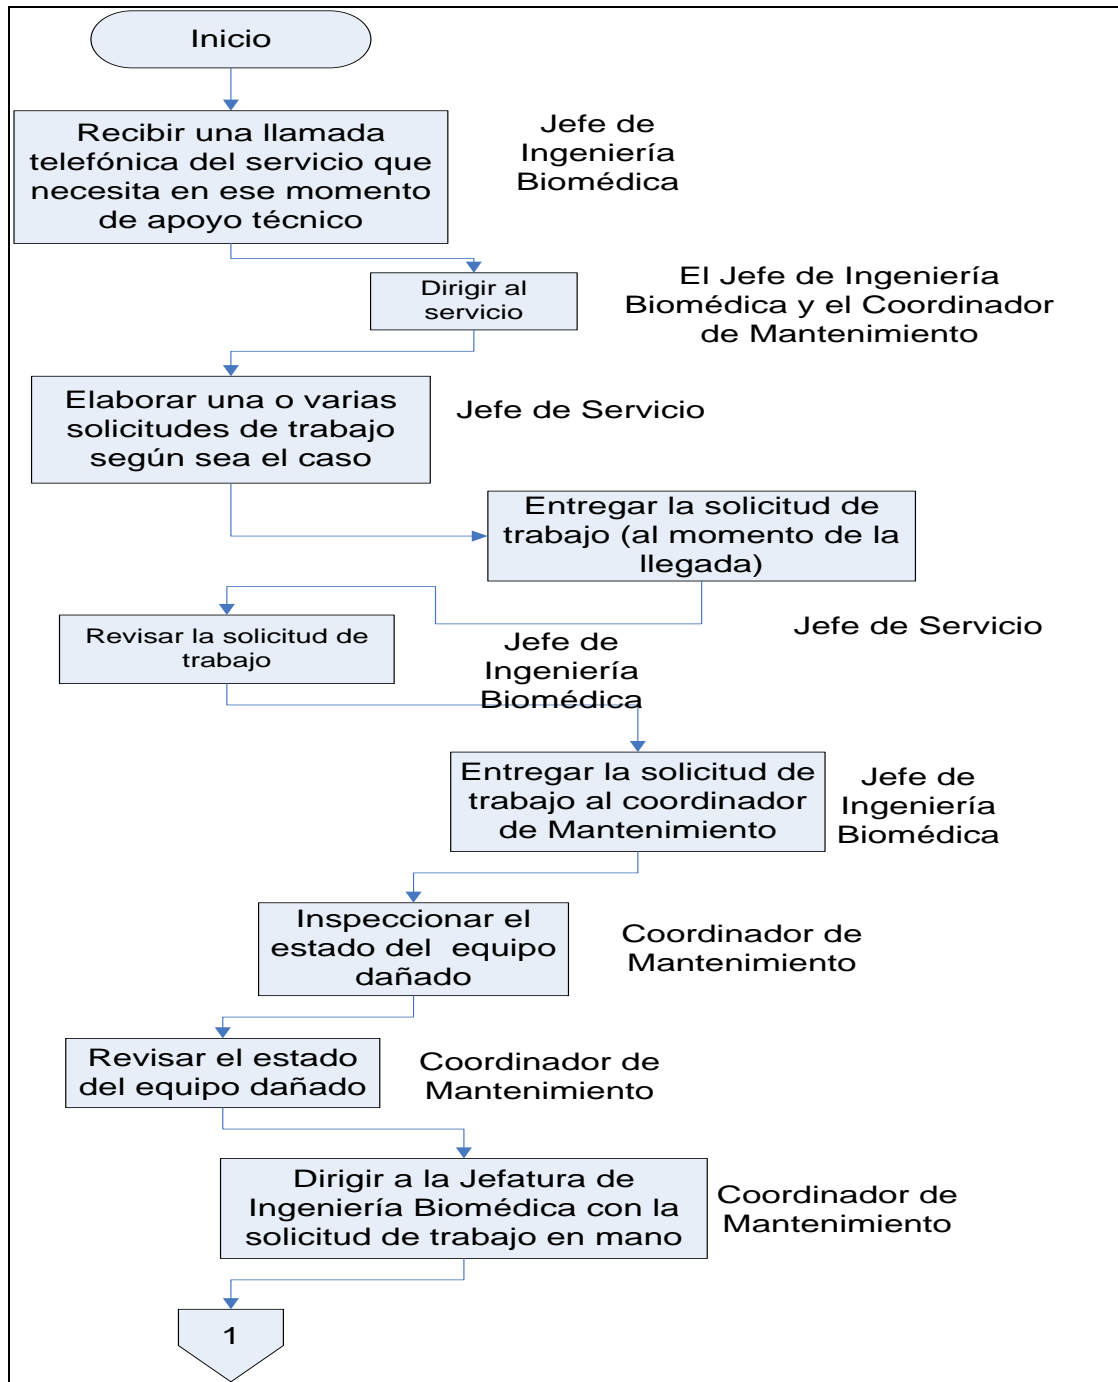 Inicio
Recibir una llamada
telefónica del servicio que
necesita en ese momento
de apoyo técnico
Jefe de
Ingeniería
Biomédica
Dirigir al
servicio
El Jefe de Ingeniería
Biomédica y el Coordinador
de Mantenimiento
Elaborar una o varias
solicitudes de trabajo
según sea el caso
Jefe de Servicio
Entregar la solicitud de
trabajo (al momento de la
llegada)
Jefe de Servicio
Revisar la solicitud de
trabajo
Jefe de
Ingeniería
Biomédica
Entregar la solicitud de
trabajo al coordinador
de Mantenimiento
Jefe de
Ingeniería
Biomédica
Inspeccionar el
estado del  equipo
dañado
Coordinador de
Mantenimiento
Revisar el estado
del equipo dañado
Coordinador de
Mantenimiento
Dirigir a la Jefatura de
Ingeniería Biomédica con la
solicitud de trabajo en mano
Coordinador de
Mantenimiento
1